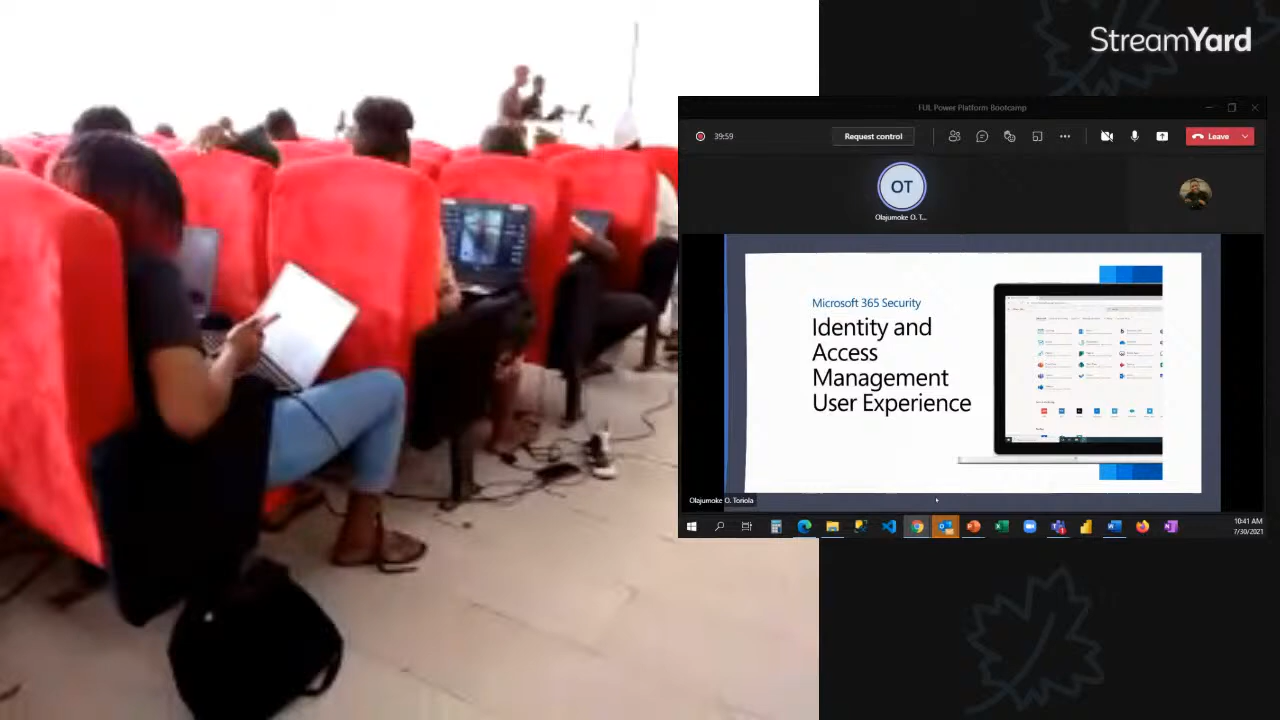 StreamYard
FUL Power Platform Bootcamp
39:59
Request control
Leave
OT
Olajumoke O. T...
Microsoft 365 Security
Identity and
Access
Management
User Experience
Olajumoke O. Toriola
10:41 AM
7/30/2021